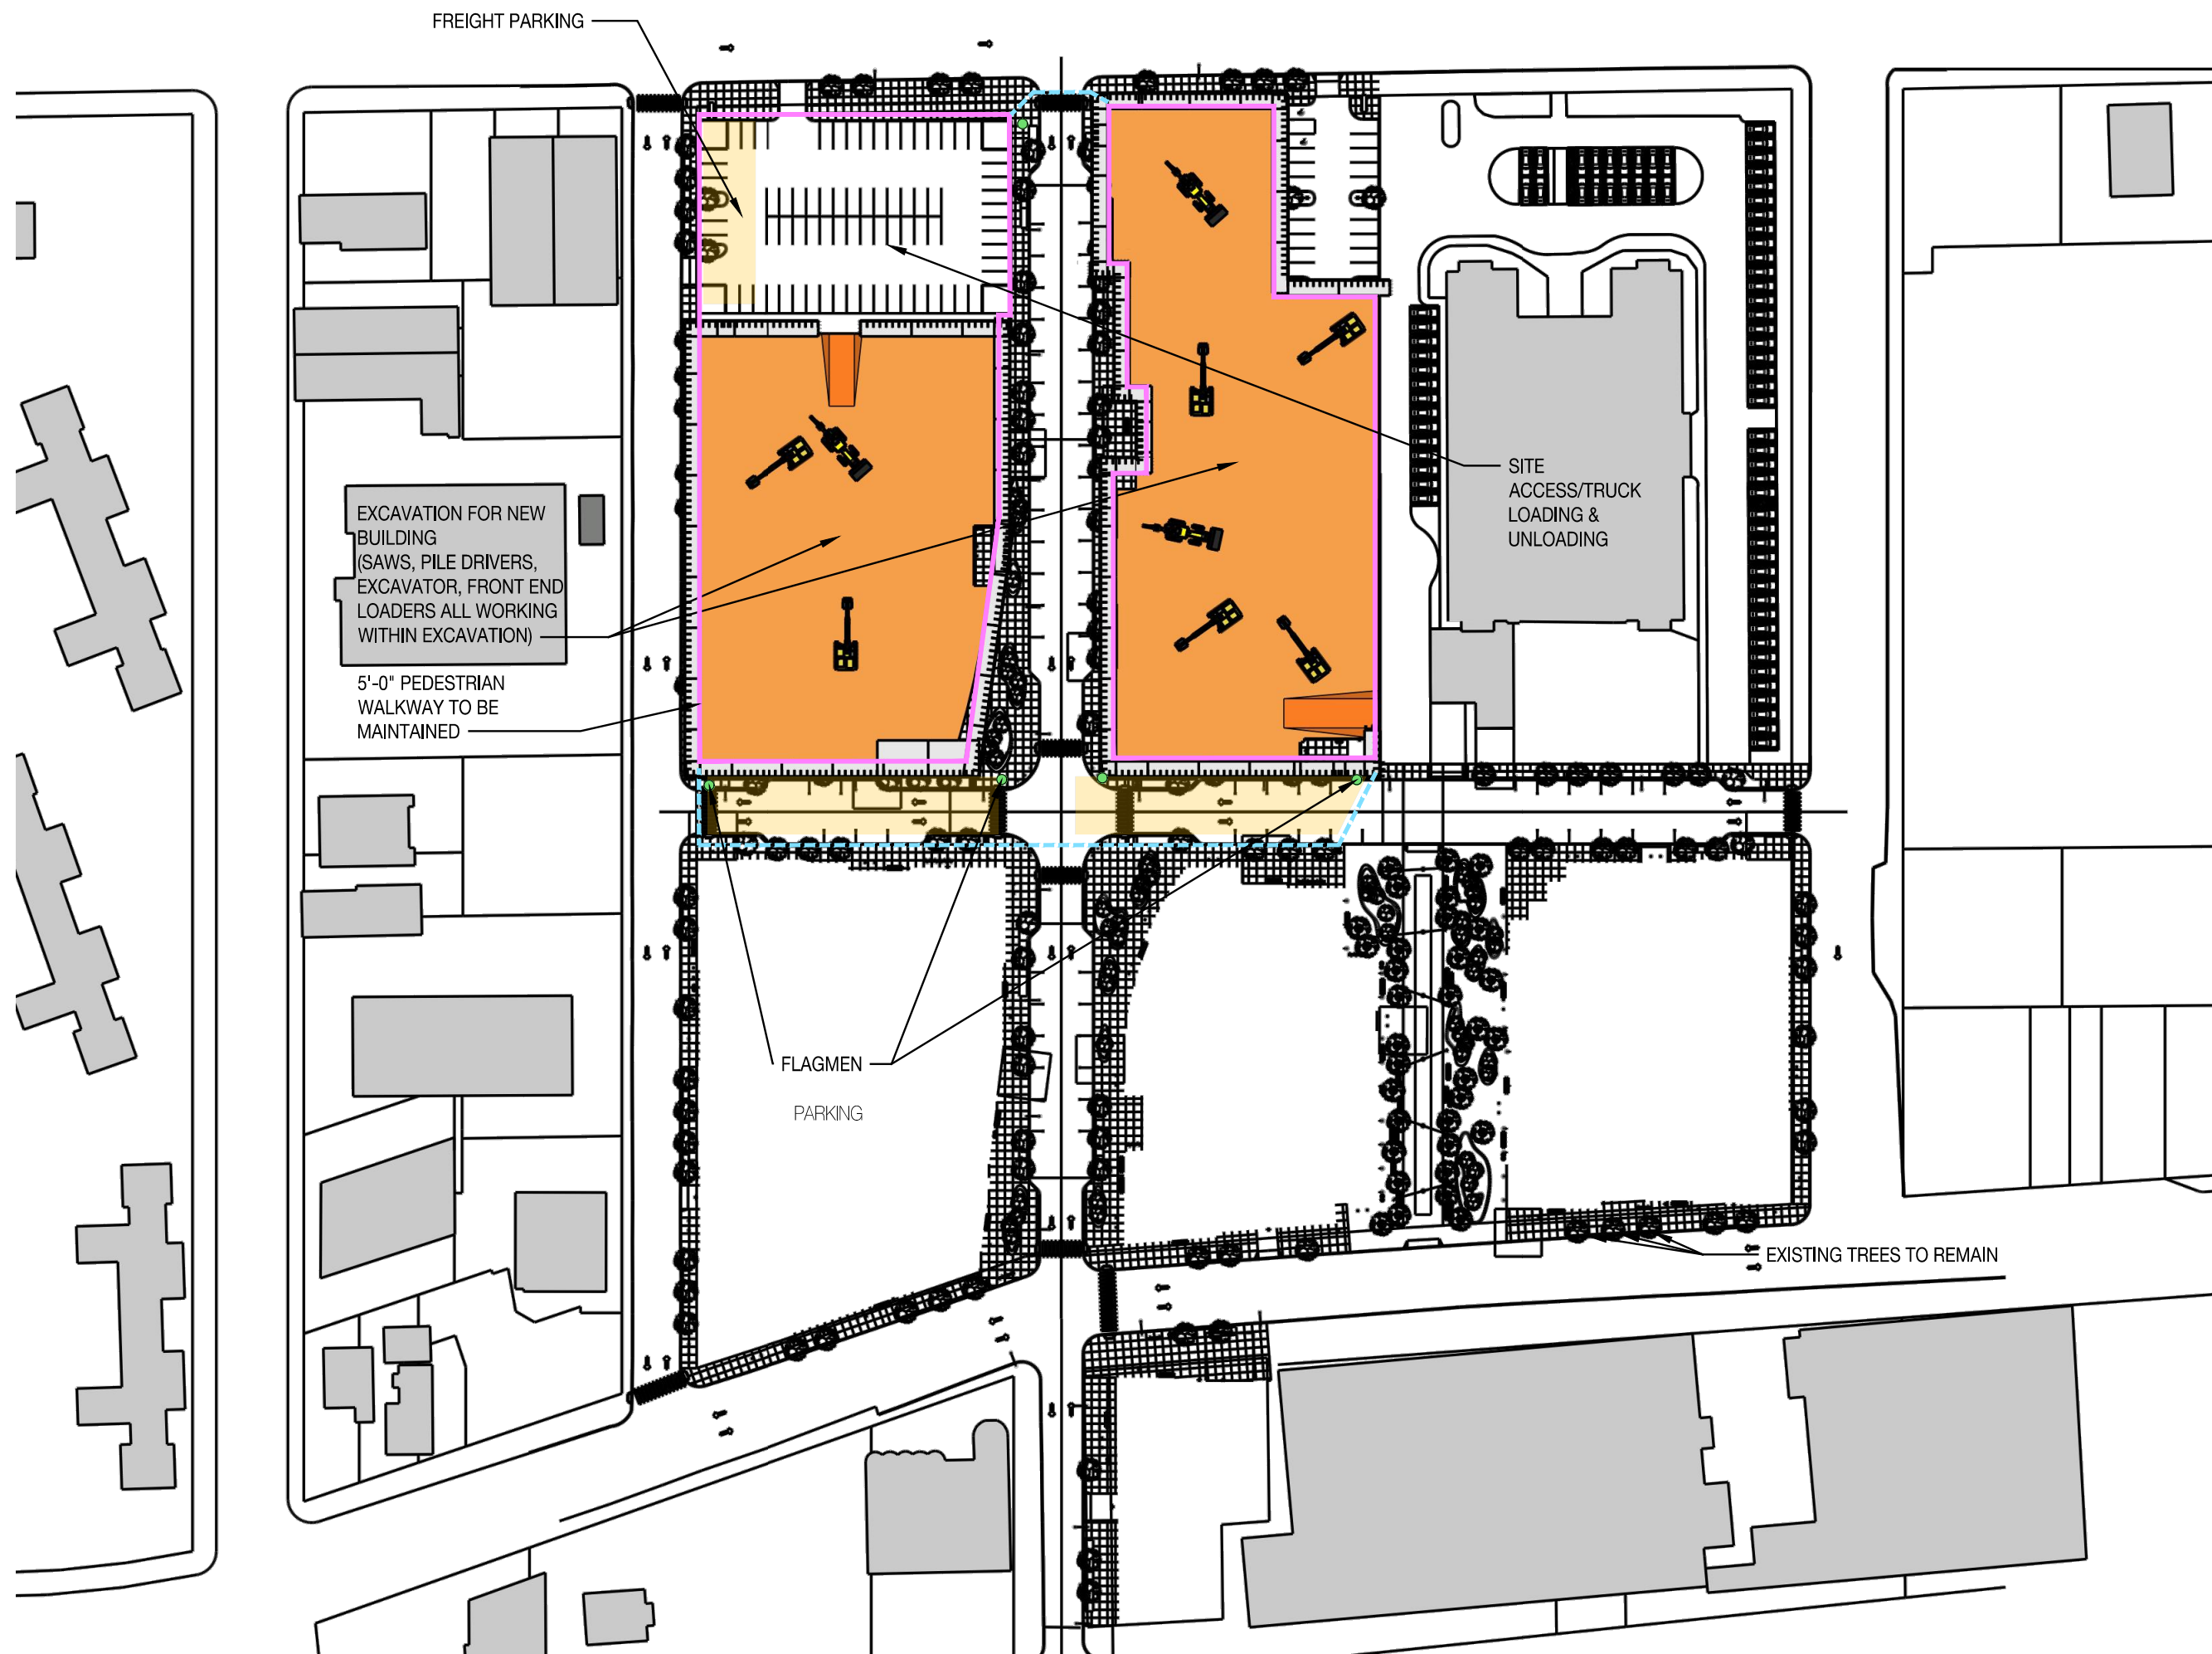 FREIGHT PARKING
SITE
ACCESS/TRUCK
LOADING &
UNLOADING
EXCAVATION FOR NEW
BUILDING
(SAWS, PILE DRIVERS,
EXCAVATOR, FRONT END
LOADERS ALL WORKING
WITHIN EXCAVATION)
5'-0" PEDESTRIAN
WALKWAY TO BE
MAINTAINED
FLAGMEN
PARKING
EXISTING TREES TO REMAIN